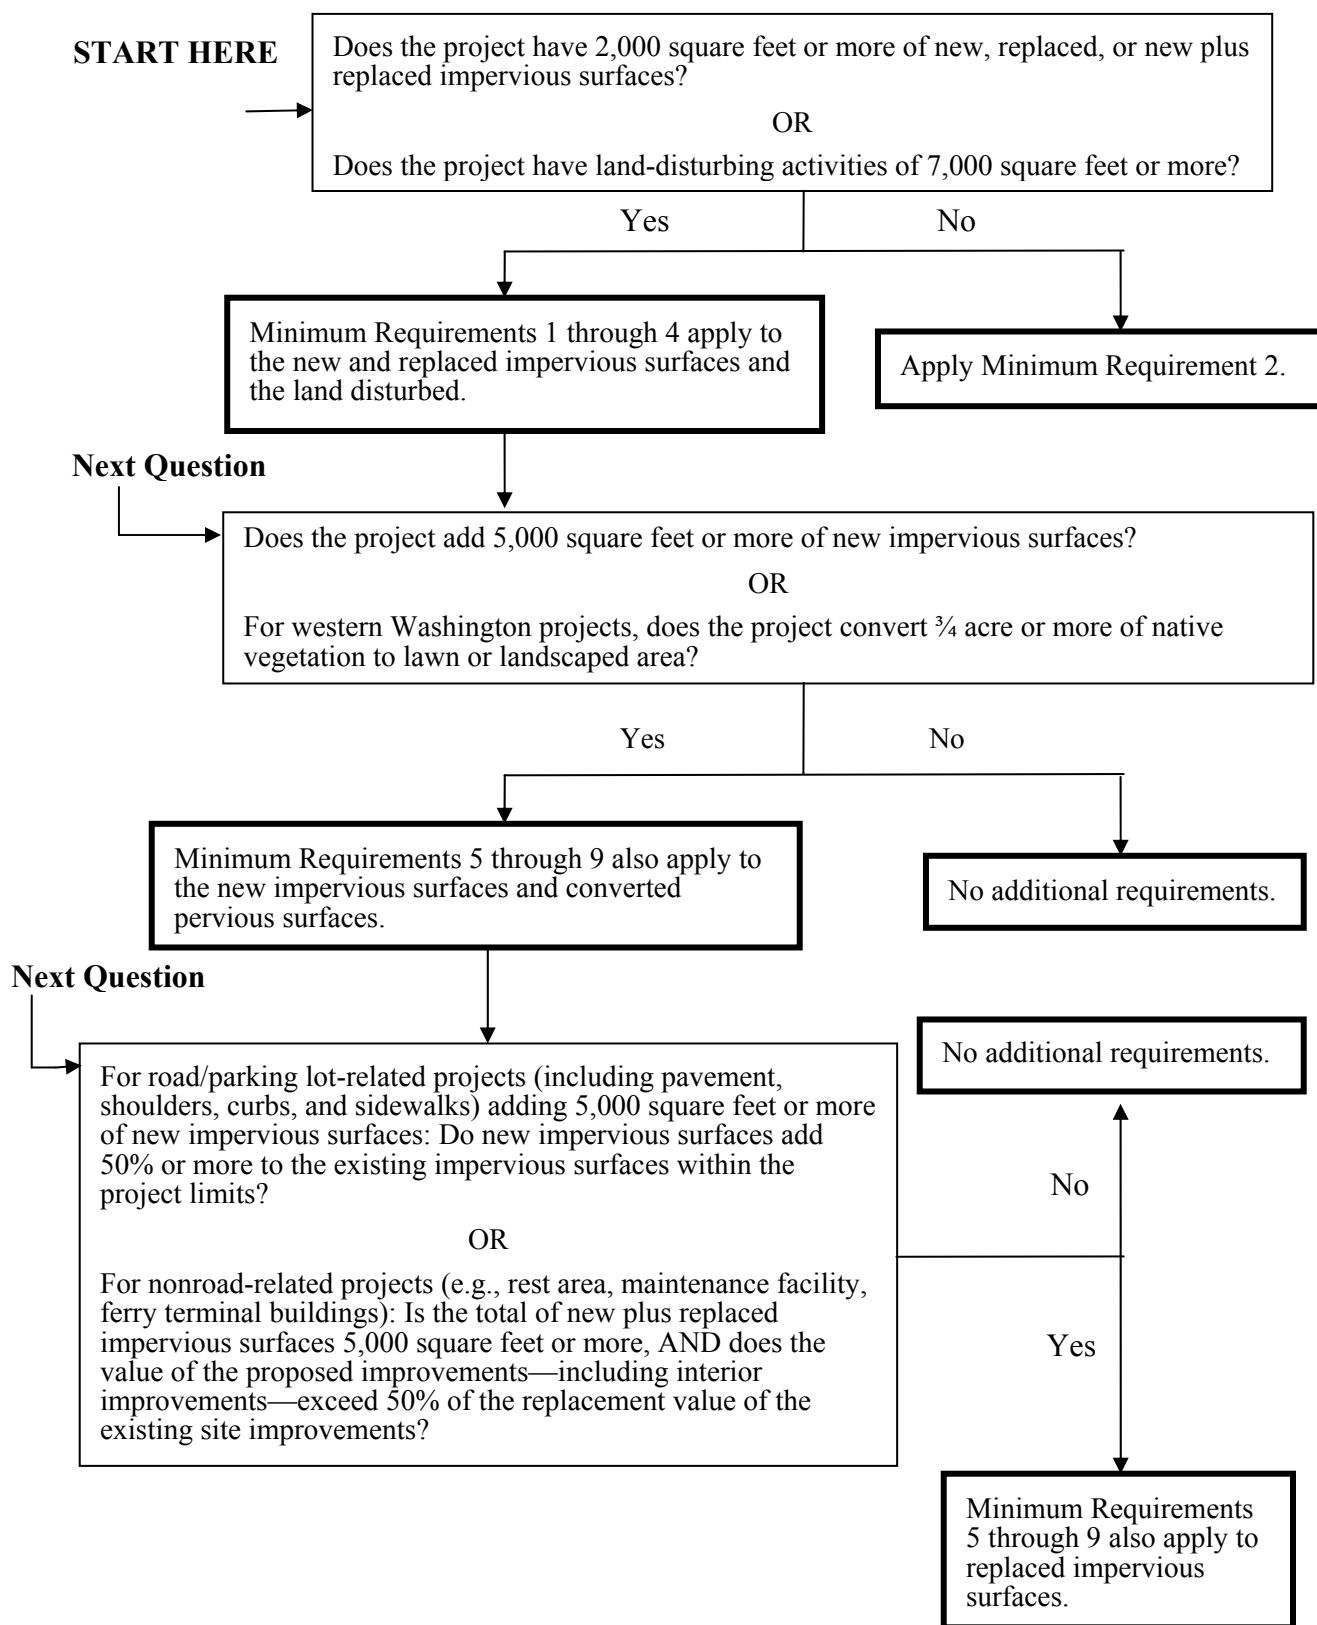 START HERE
Does the project have 2,000 square feet or more of new, replaced, or new plus
replaced impervious surfaces?
OR
Does the project have land-disturbing activities of 7,000 square feet or more?
Yes
No
Minimum Requirements 1 through 4 apply to
the new and replaced impervious surfaces and
the land disturbed.
Apply Minimum Requirement 2.
Next Question
Does the project add 5,000 square feet or more of new impervious surfaces?
OR
For western Washington projects, does the project convert ¾ acre or more of native
vegetation to lawn or landscaped area?
Yes
No
Minimum Requirements 5 through 9 also apply to
the new impervious surfaces and converted
pervious surfaces.
No additional requirements.
Next Question
For road/parking lot-related projects (including pavement,
shoulders, curbs, and sidewalks) adding 5,000 square feet or more
of new impervious surfaces: Do new impervious surfaces add
50% or more to the existing impervious surfaces within the
project limits?
OR
For nonroad-related projects (e.g., rest area, maintenance facility,
ferry terminal buildings): Is the total of new plus replaced
impervious surfaces 5,000 square feet or more, AND does the
value of the proposed improvements—including interior
improvements—exceed 50% of the replacement value of the
existing site improvements?
No additional requirements.
No
Yes
Minimum Requirements
5 through 9 also apply to
replaced impervious
surfaces.